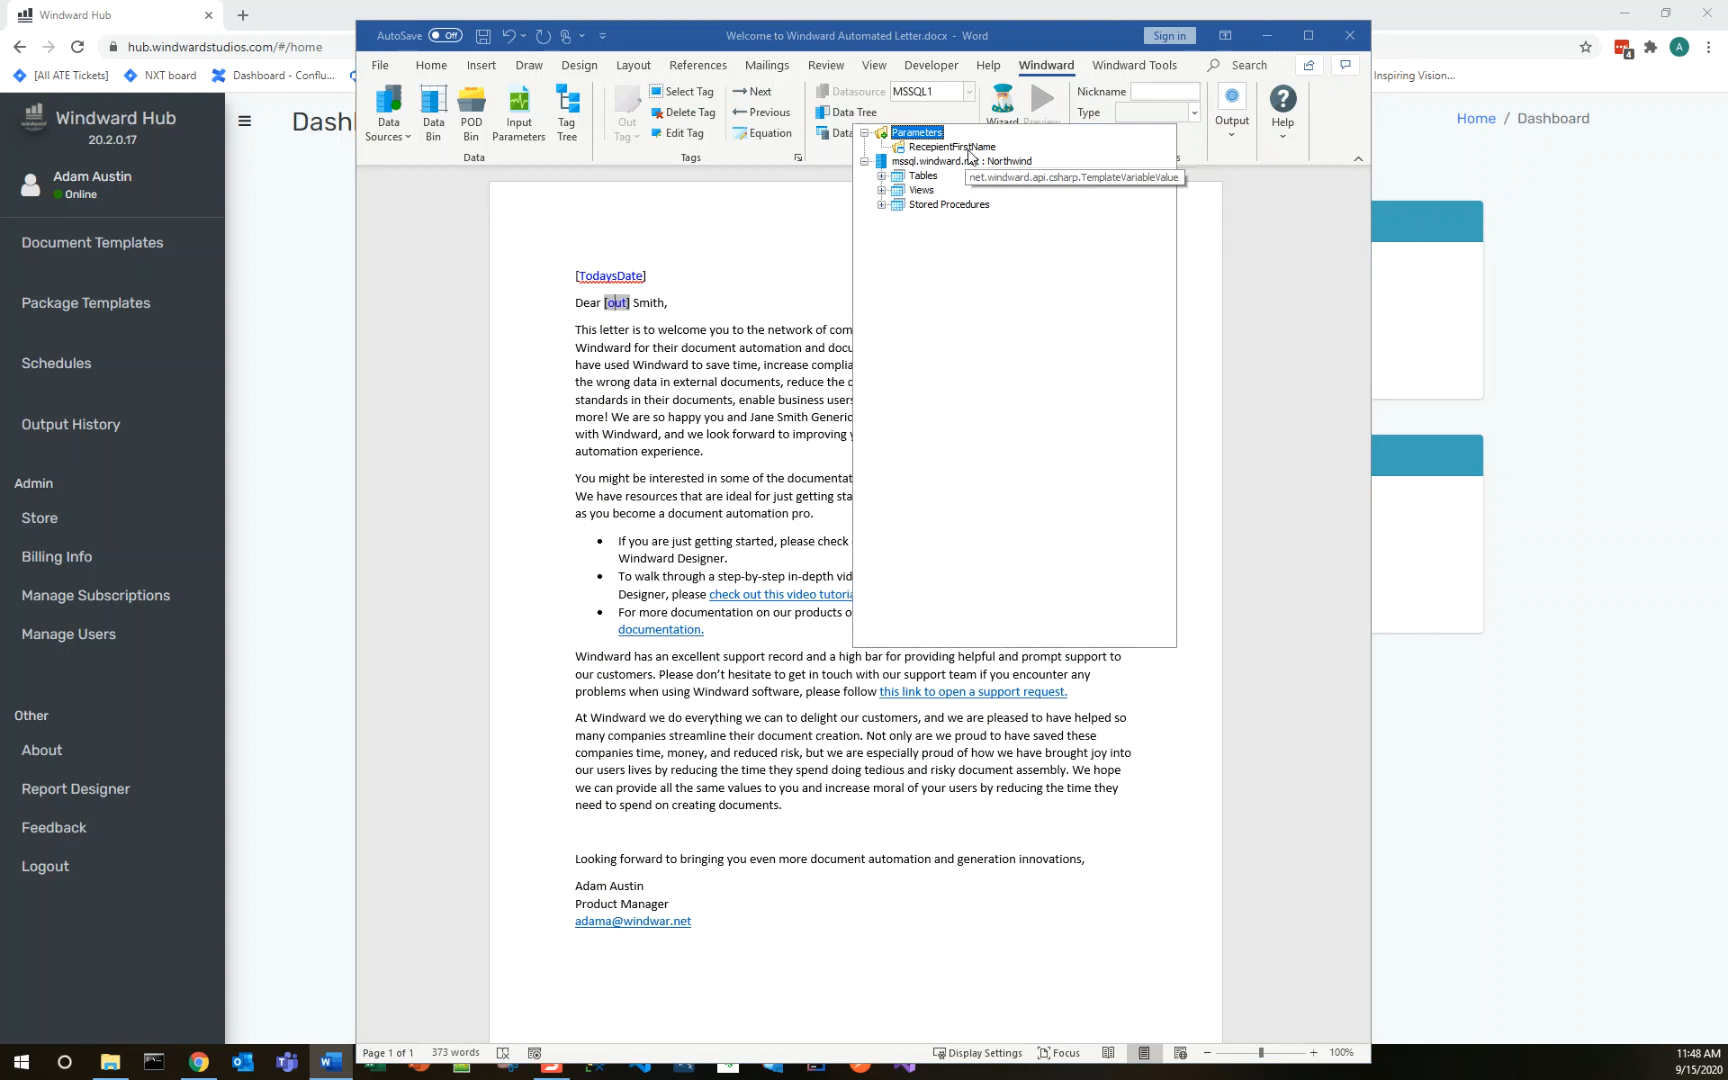 Windward Hub
hub.windwardstudios.com/#/home
[All ATE Tickets]
NXT board
Dashboard - Conflu...
Inspiring Vision...
4
A
Windward Hub
20.2.0.17
Adam Austin
Online
Document Templates
Package Templates
Schedules
Output History
Admin
Store
Billing Info
Manage Subscriptions
Manage Users
Other
About
Report Designer
Feedback
Logout
Dashl
Home / Dashboard
AutoSave Off
Welcome to Windward Automated Letter.docx - Word
Sign in
File Home Insert Draw Design Layout References Mailings Review View Developer Help Windward Windward Tools Search
Data Sources
Data Bin
POD Bin
Input Parameters
Tag Tree
Data
Out Tag
Select Tag
Delete Tag
Edit Tag
Next
Previous
Equation
Tags
Datasource MSSQL1
Data Tree
Data
Wizard Preview
Nickname
Type
Output
Help
Parameters
RecepientFirstName
mssql.windward.net : Northwind
net.windward.api.csharp.TemplateVariableValue
Tables
Views
Stored Procedures
[TodaysDate]
Dear [out] Smith,
This letter is to welcome you to the network of com
Windward for their document automation and docu
have used Windward to save time, increase complia
the wrong data in external documents, reduce the c
standards in their documents, enable business users
more! We are so happy you and Jane Smith Generic
with Windward, and we look forward to improving y
automation experience.
You might be interested in some of the documentat
We have resources that are ideal for just getting sta
as you become a document automation pro.
If you are just getting started, please check
Windward Designer.
To walk through a step-by-step in-depth vid
Designer, please check out this video tutoria
For more documentation on our products o
documentation.
Windward has an excellent support record and a high bar for providing helpful and prompt support to
our customers. Please don't hesitate to get in touch with our support team if you encounter any
problems when using Windward software, please follow this link to open a support request.
At Windward we do everything we can to delight our customers, and we are pleased to have helped so
many companies streamline their document creation. Not only are we proud to have saved these
companies time, money, and reduced risk, but we are especially proud of how we have brought joy into
our users lives by reducing the time they spend doing tedious and risky document assembly. We hope
we can provide all the same values to you and increase moral of your users by reducing the time they
need to spend on creating documents.
Looking forward to bringing you even more document automation and generation innovations,
Adam Austin
Product Manager
adama@windwar.net
Page 1 of 1
373 words
Display Settings
Focus
100%
11:48 AM
9/15/2020